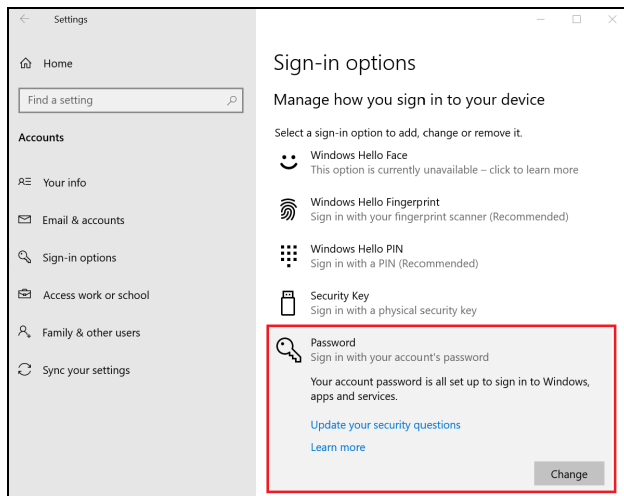 Settings
Home
Find a setting
Accounts
Your info
Email & accounts
Sign-in options
Access work or school
Family & other users
Sync your settings
Sign-in options
Manage how you sign in to your device
Select a sign-in option to add, change or remove it.
Windows Hello Face
This option is currently unavailable – click to learn more
Windows Hello Fingerprint
Sign in with your fingerprint scanner (Recommended)
Windows Hello PIN
Sign in with a PIN (Recommended)
Security Key
Sign in with a physical security key
Password
Sign in with your account's password
Your account password is all set up to sign in to Windows,
apps and services.
Update your security questions
Learn more
Change